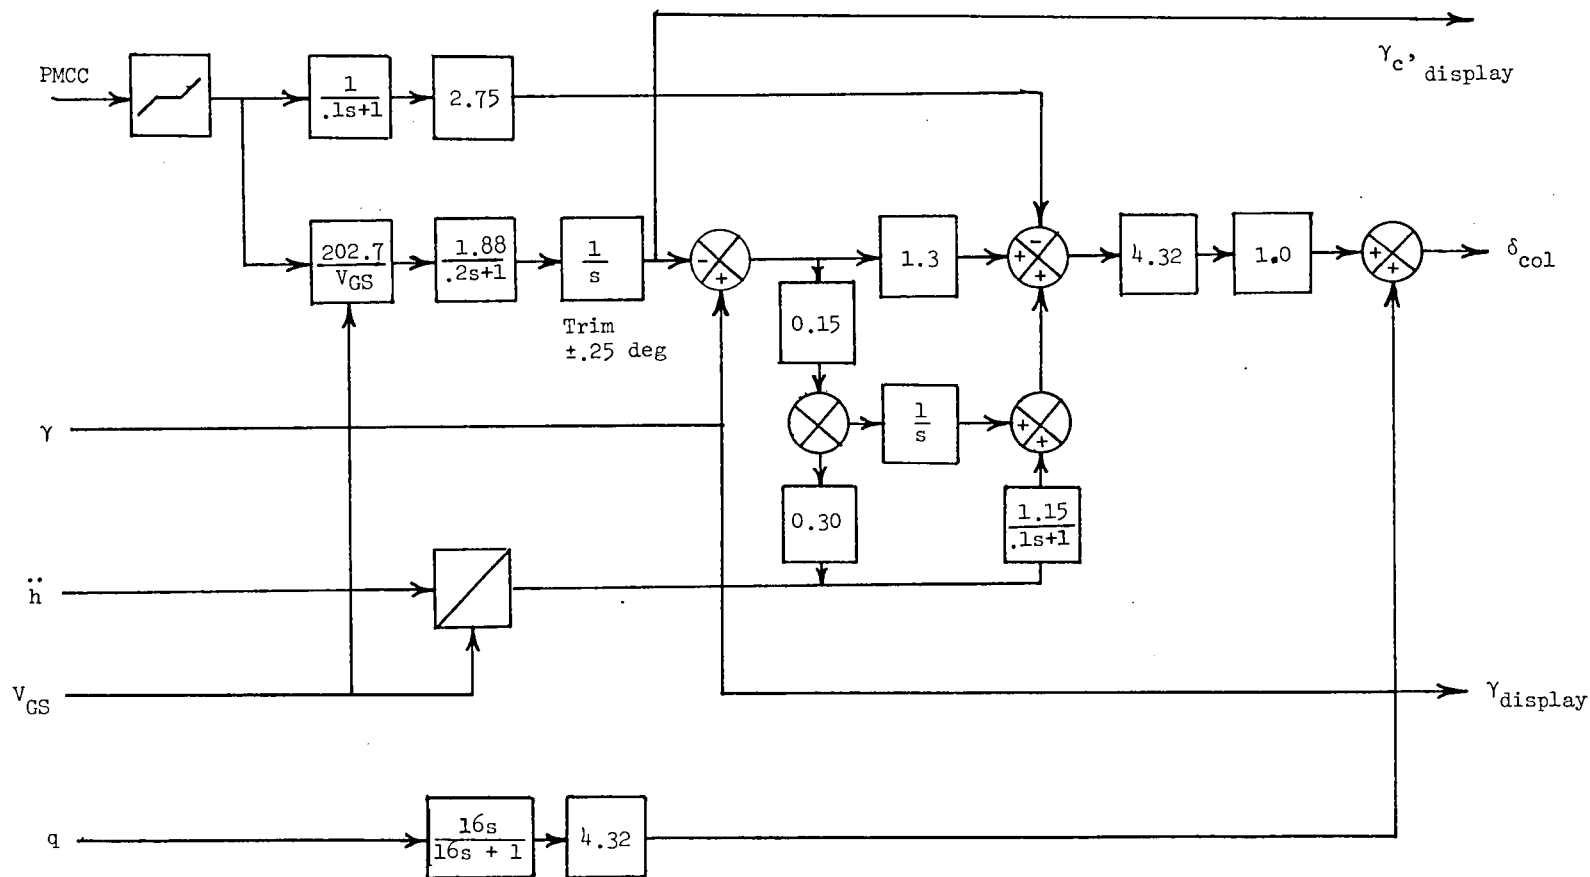 γc, display
PMCC
1
.1s+1
2.75
202.7
VGS
1.88
.2s+1
1
s
-
+
1.3
-
+
+
4.32
1.0
+
+
δcol
Trim
±.25 deg
0.15
γ
1
s
+
+
0.30
1.15
.1s+1
ḧ
VGS
γdisplay
q
16s
16s + 1
4.32